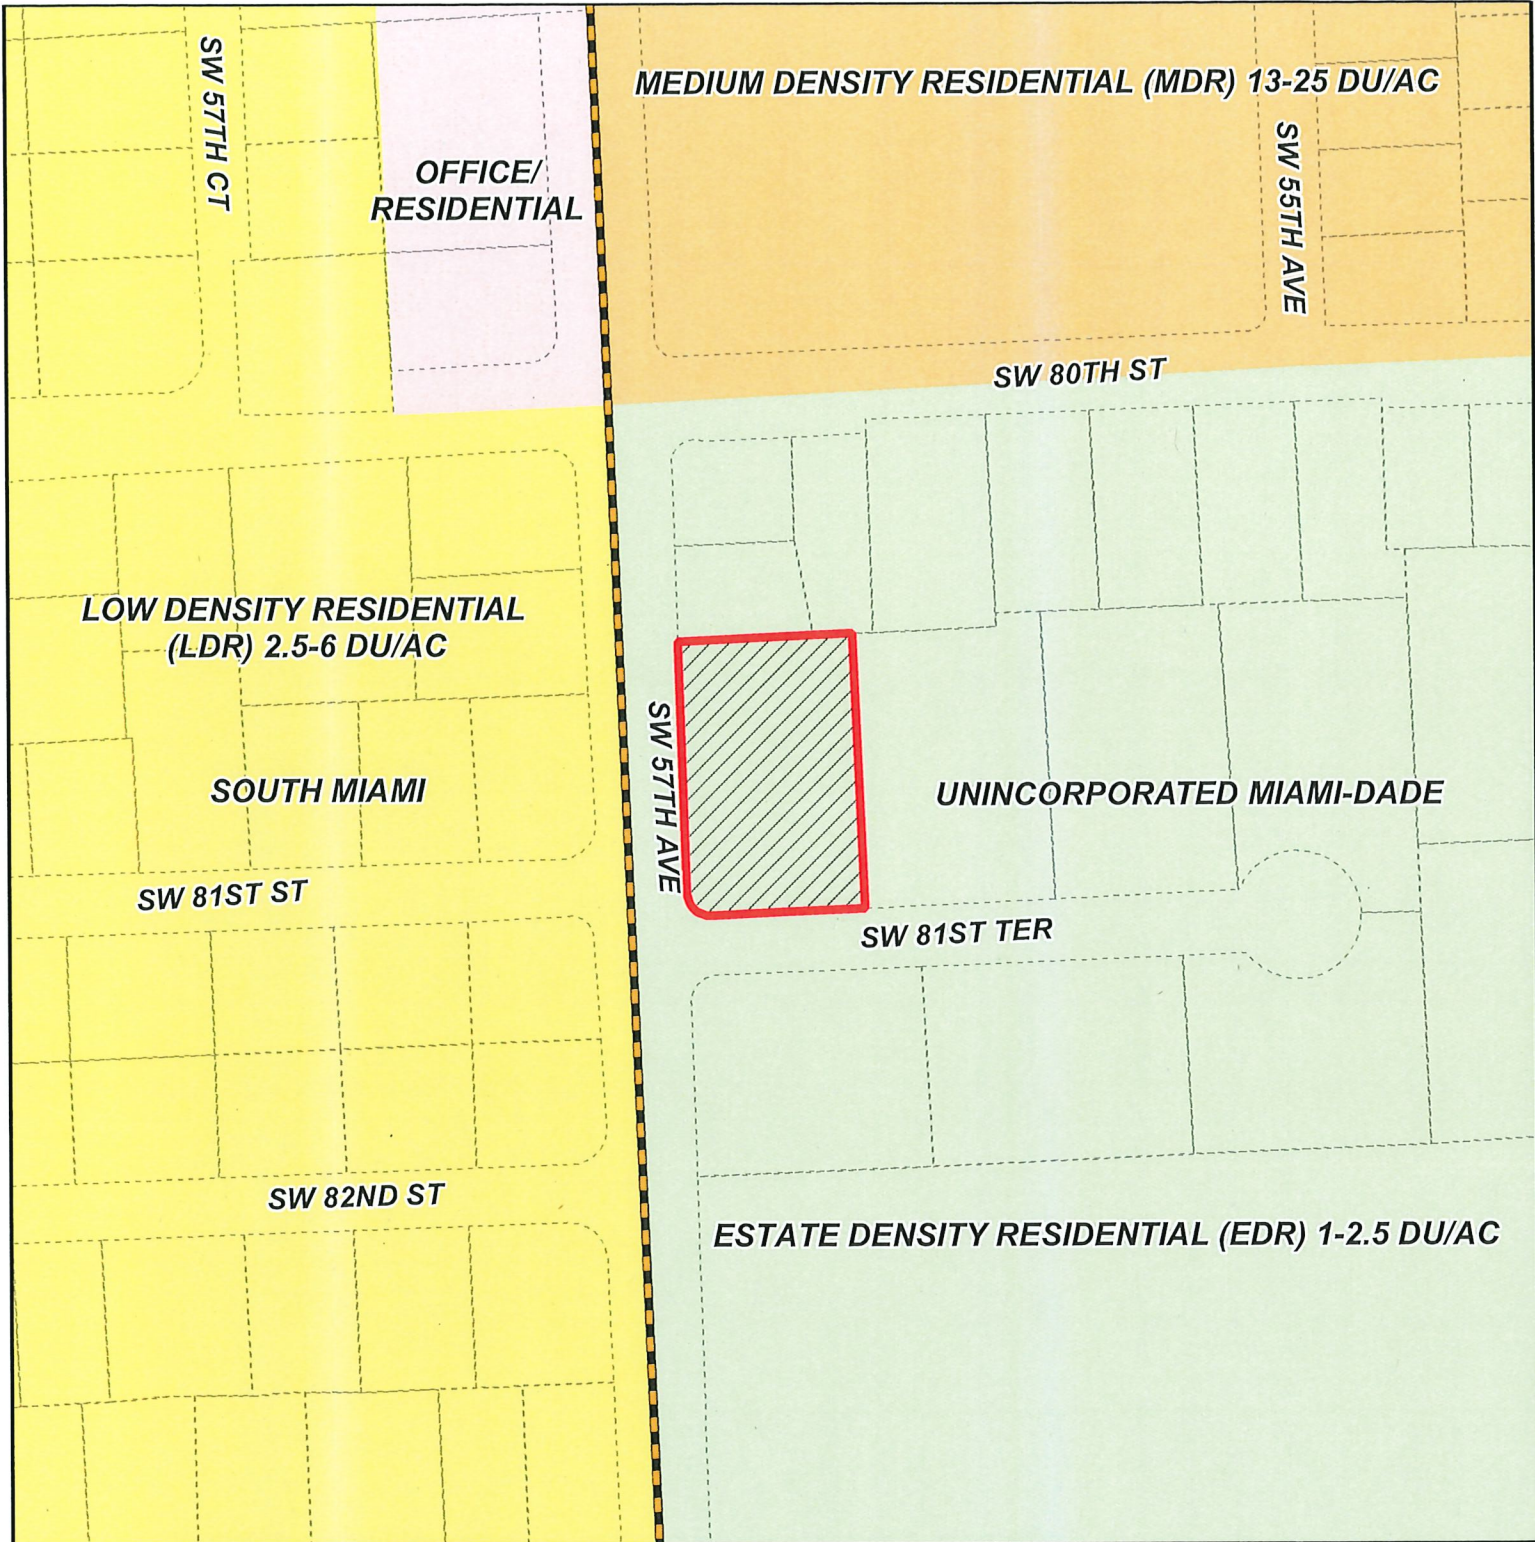 SW 57TH CT
MEDIUM DENSITY RESIDENTIAL (MDR) 13-25 DU/AC
OFFICE/
RESIDENTIAL
SW 55TH AVE
SW 80TH ST
LOW DENSITY RESIDENTIAL
(LDR) 2.5-6 DU/AC
SW 57TH AVE
SOUTH MIAMI
UNINCORPORATED MIAMI-DADE
SW 81ST ST
SW 81ST TER
SW 82ND ST
ESTATE DENSITY RESIDENTIAL (EDR) 1-2.5 DU/AC